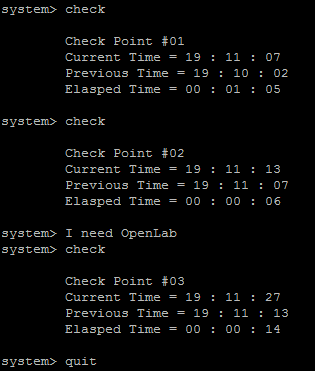 system> check
Check Point #01
Current Time = 19 : 11 : 07
Previous Time = 19 : 10 : 02
Elasped Time = 00 : 01 : 05
system> check
Check Point #02
Current Time = 19 : 11 : 13
Previous Time = 19 : 11 : 07
Elasped Time = 00 : 00 : 06
system> I need OpenLab
system> check
Check Point #03
Current Time = 19 : 11 : 27
Previous Time = 19 : 11 : 13
Elasped Time = 00 : 00 : 14
system> quit